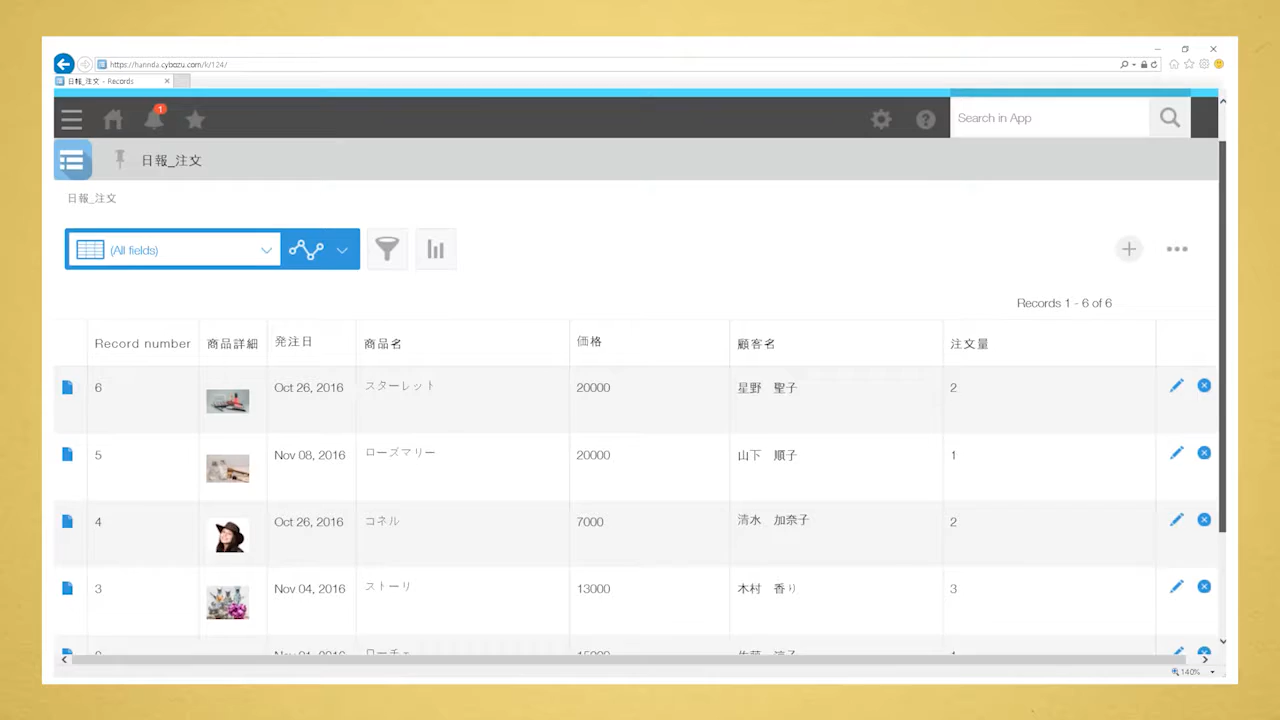 https://hannda.cybozu.com/k/124/
日報_注文 - Records
1
Search in App
日報_注文
日報_注文
(All fields)
Records 1 - 6 of 6
Record number 商品詳細 発注日 商品名 価格 顧客名 注文量
6 Oct 26, 2016 スターレット 20000 星野 聖子 2
5 Nov 08, 2016 ローズマリー 20000 山下 順子 1
4 Oct 26, 2016 コネル 7000 清水 加奈子 2
3 Nov 04, 2016 ストーリ 13000 木村 香り 3
140%